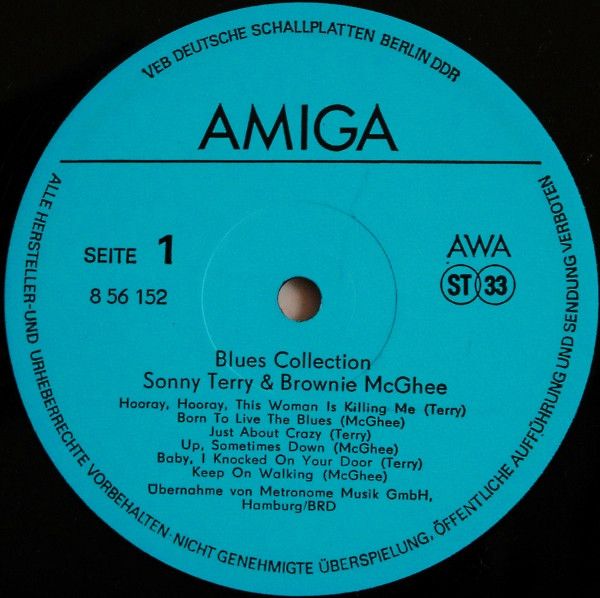 VEB DEUTSCHE SCHALLPLATTEN BERLIN DDR
AMIGA
SEITE 1
8 56 152
AWA
ST 33
Blues Collection
Sonny Terry & Brownie McGhee
Hooray, Hooray, This Woman Is Killing Me (Terry)
Born To Live The Blues (McGhee)
Just About Crazy (Terry)
Up, Sometimes Down (McGhee)
Baby, I Knocked On Your Door (Terry)
Keep On Walking (McGhee)
Übernahme von Metronome Musik GmbH,
Hamburg/BRD
ALLE HERSTELLER-UND URHEBERRECHTE VORBEHALTEN·NICHT GENEHMIGTE ÜBERSPIELUNG, ÖFFENTLICHE AUFFÜHRUNG UND SENDUNG VERBOTEN